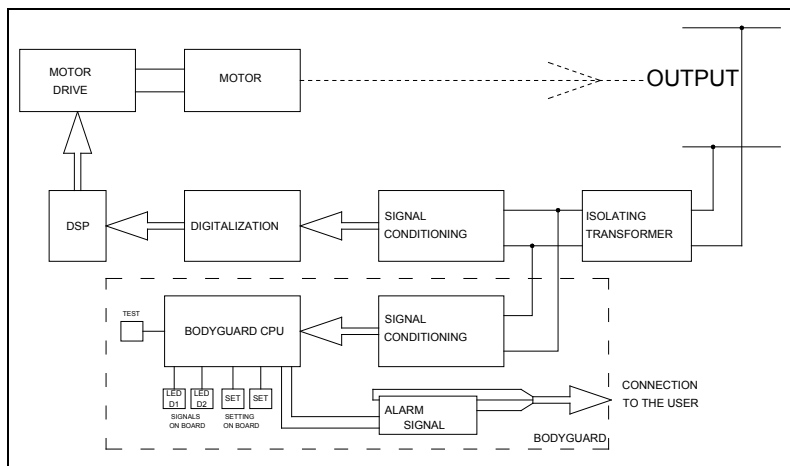 MOTOR
DRIVE
MOTOR
OUTPUT
DSP
DIGITALIZATION
SIGNAL
CONDITIONING
ISOLATING
TRANSFORMER
TEST
BODYGUARD CPU
SIGNAL
CONDITIONING
LED
D1
LED
D2
SET
SET
SIGNALS
ON BOARD
SETTING
ON BOARD
ALARM
SIGNAL
CONNECTION
TO THE USER
BODYGUARD